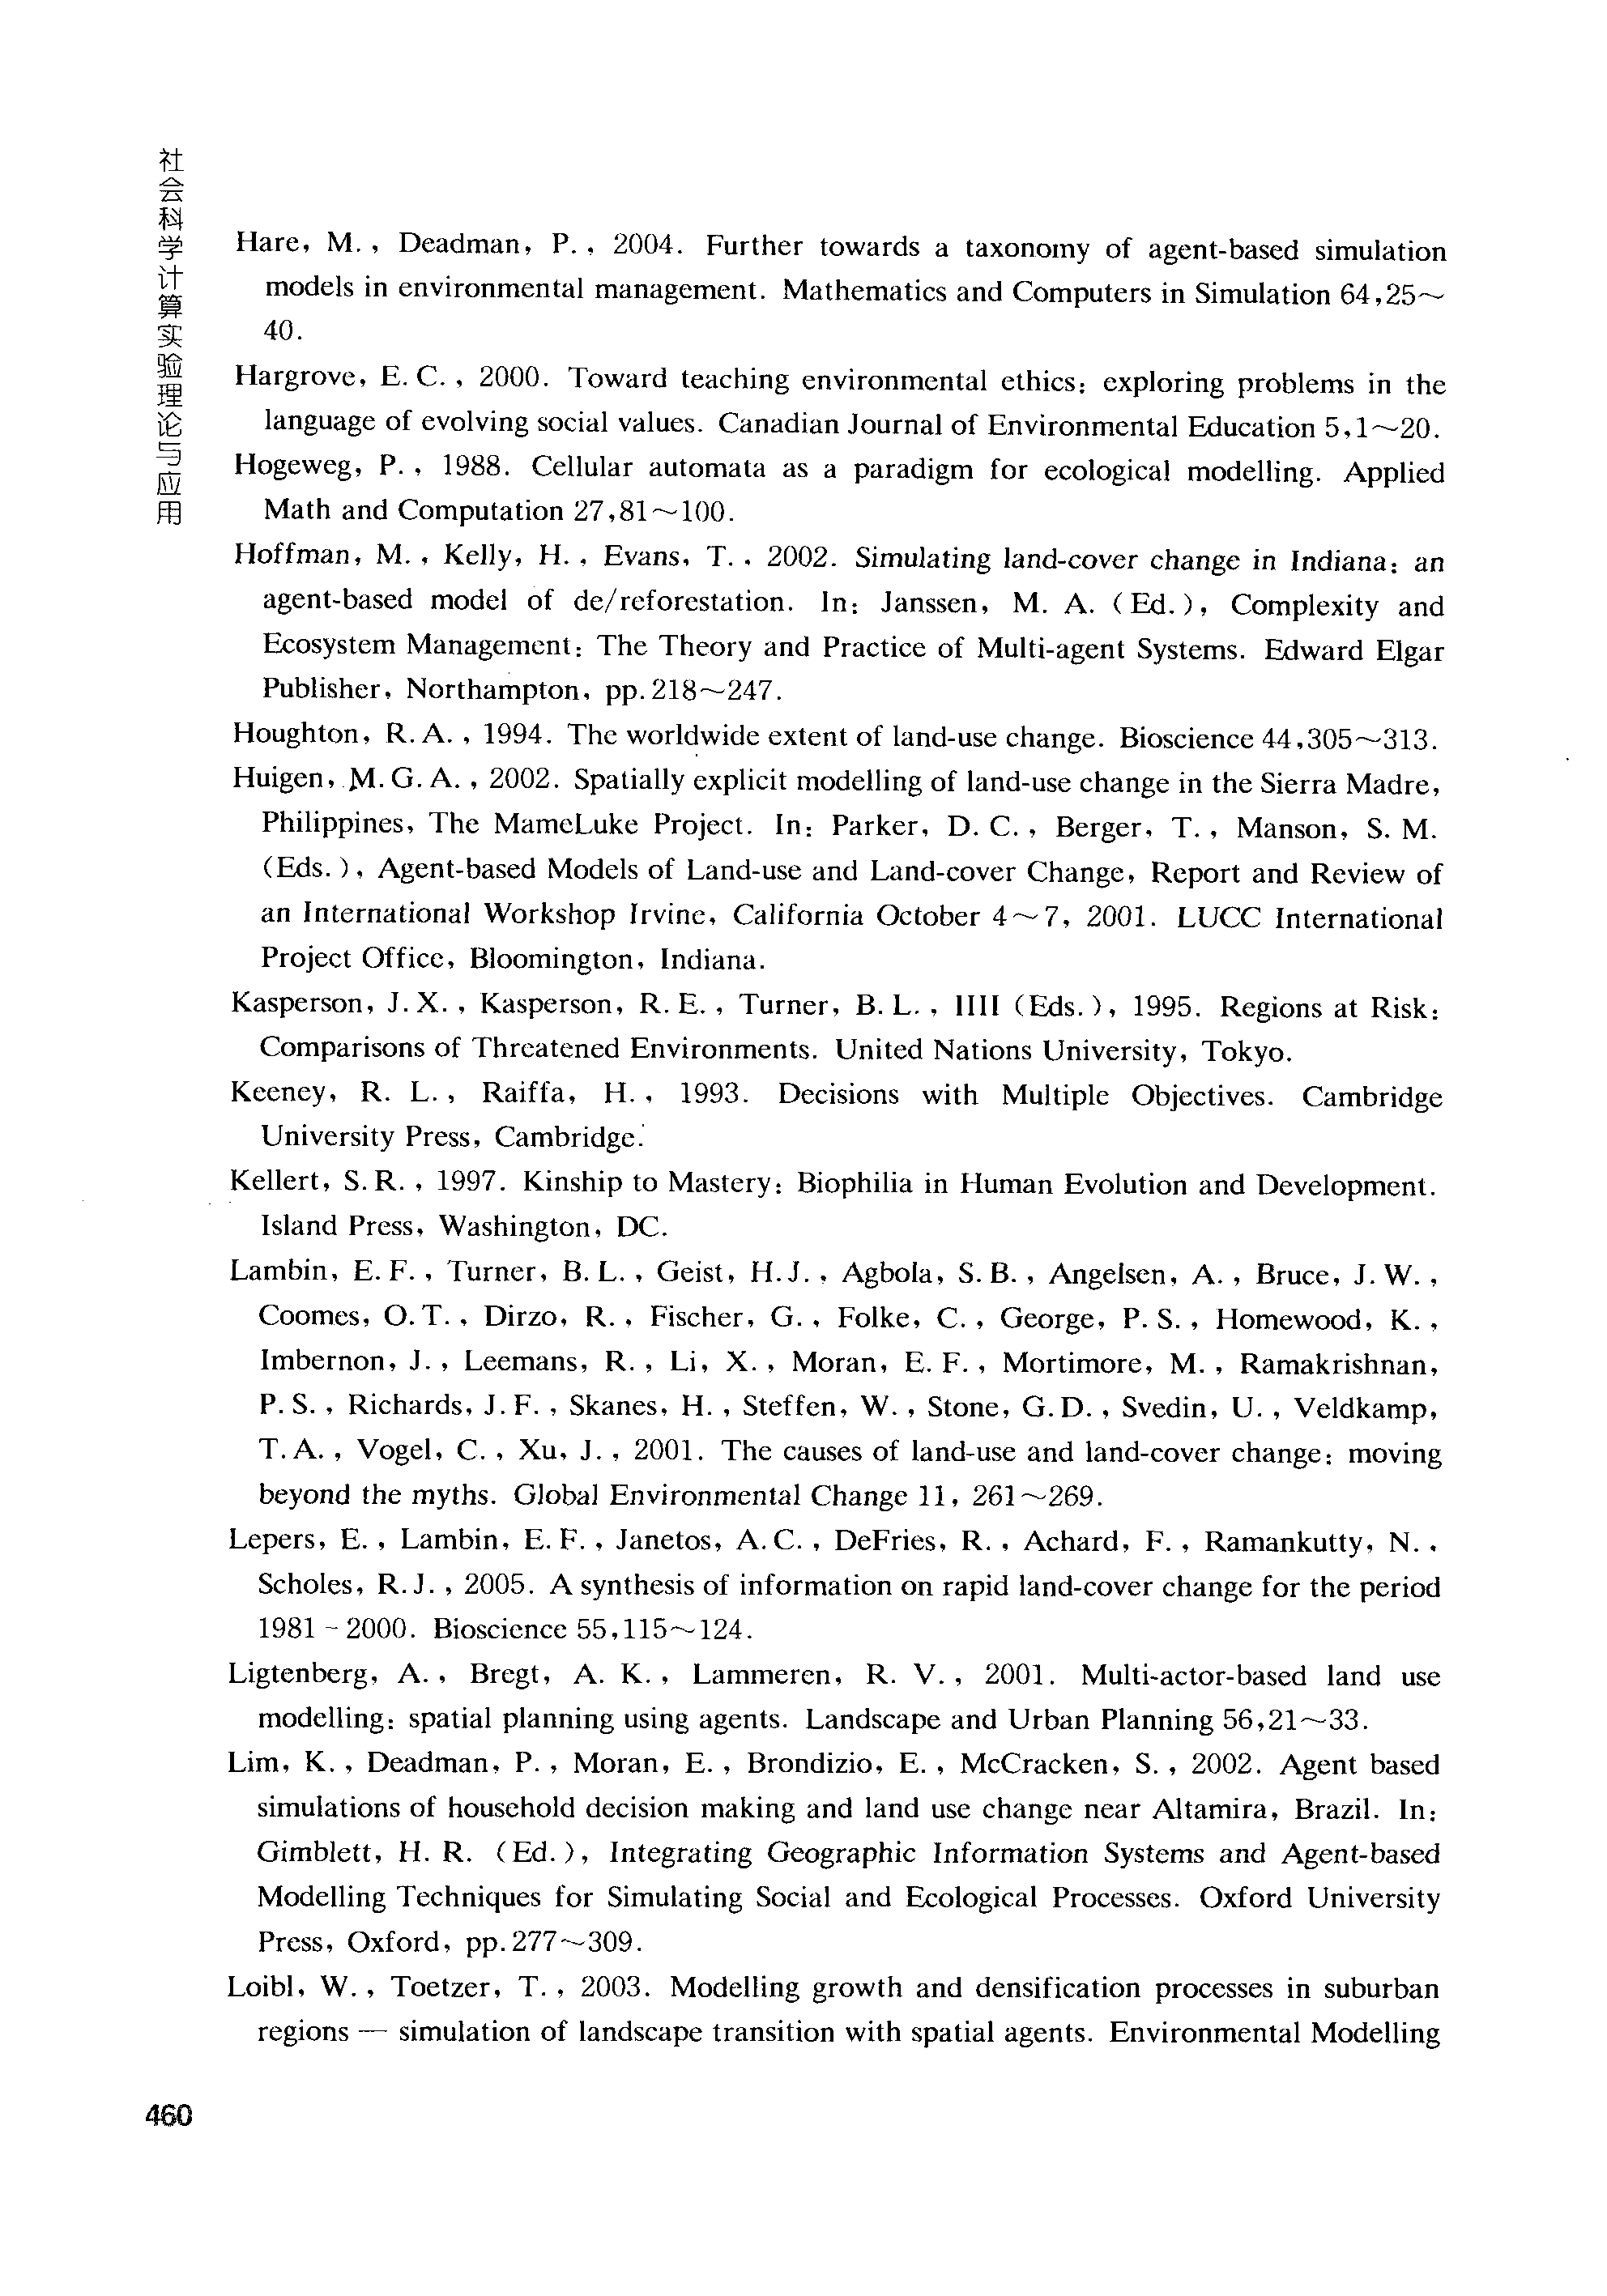 社会科学计算实验理论与应用
Hare, M., Deadman, P., 2004. Further towards a taxonomy of agent-based simulation
models in environmental management. Mathematics and Computers in Simulation 64,25～
40.
Hargrove, E. C., 2000. Toward teaching environmental ethics: exploring problems in the
language of evolving social values. Canadian Journal of Environmental Education 5,1～20.
Hogeweg, P., 1988. Cellular automata as a paradigm for ecological modelling. Applied
Math and Computation 27,81～100.
Hoffman, M., Kelly, H., Evans, T., 2002. Simulating land-cover change in Indiana: an
agent-based model of de/reforestation. In: Janssen, M. A. (Ed.), Complexity and
Ecosystem Management: The Theory and Practice of Multi-agent Systems. Edward Elgar
Publisher, Northampton, pp.218～247.
Houghton, R. A., 1994. The worldwide extent of land-use change. Bioscience 44,305～313.
Huigen, M. G. A., 2002. Spatially explicit modelling of land-use change in the Sierra Madre,
Philippines, The MameLuke Project. In: Parker, D. C., Berger, T., Manson, S. M.
(Eds.), Agent-based Models of Land-use and Land-cover Change, Report and Review of
an International Workshop Irvine, California October 4～7, 2001. LUCC International
Project Office, Bloomington, Indiana.
Kasperson, J. X., Kasperson, R. E., Turner, B. L., IIII (Eds.), 1995. Regions at Risk:
Comparisons of Threatened Environments. United Nations University, Tokyo.
Keeney, R. L., Raiffa, H., 1993. Decisions with Multiple Objectives. Cambridge
University Press, Cambridge.
Kellert, S. R., 1997. Kinship to Mastery: Biophilia in Human Evolution and Development.
Island Press, Washington, DC.
Lambin, E. F., Turner, B. L., Geist, H. J., Agbola, S. B., Angelsen, A., Bruce, J. W.,
Coomes, O. T., Dirzo, R., Fischer, G., Folke, C., George, P. S., Homewood, K.,
Imbernon, J., Leemans, R., Li, X., Moran, E. F., Mortimore, M., Ramakrishnan,
P. S., Richards, J. F., Skanes, H., Steffen, W., Stone, G. D., Svedin, U., Veldkamp,
T. A., Vogel, C., Xu, J., 2001. The causes of land-use and land-cover change: moving
beyond the myths. Global Environmental Change 11, 261～269.
Lepers, E., Lambin, E. F., Janetos, A. C., DeFries, R., Achard, F., Ramankutty, N.,
Scholes, R. J., 2005. A synthesis of information on rapid land-cover change for the period
1981 - 2000. Bioscience 55,115～124.
Ligtenberg, A., Bregt, A. K., Lammeren, R. V., 2001. Multi-actor-based land use
modelling: spatial planning using agents. Landscape and Urban Planning 56,21～33.
Lim, K., Deadman, P., Moran, E., Brondizio, E., McCracken, S., 2002. Agent based
simulations of household decision making and land use change near Altamira, Brazil. In:
Gimblett, H. R. (Ed.), Integrating Geographic Information Systems and Agent-based
Modelling Techniques for Simulating Social and Ecological Processes. Oxford University
Press, Oxford, pp.277～309.
Loibl, W., Toetzer, T., 2003. Modelling growth and densification processes in suburban
regions — simulation of landscape transition with spatial agents. Environmental Modelling
460